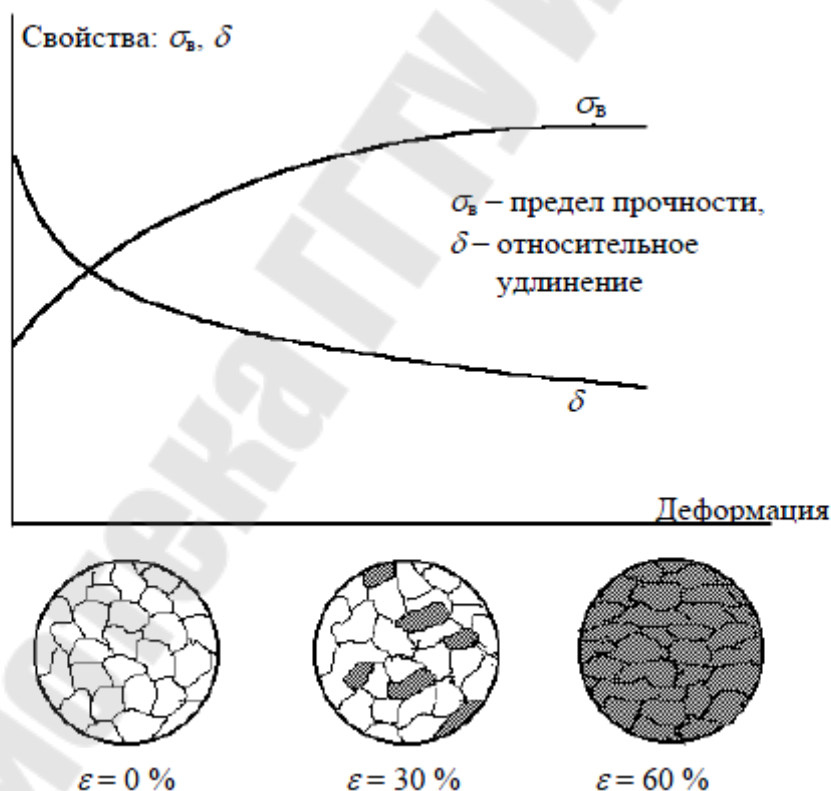 Свойства: σв, δ
σв
σв – предел прочности,
δ – относительное
удлинение
δ
Деформация
ε = 0 %
ε = 30 %
ε = 60 %